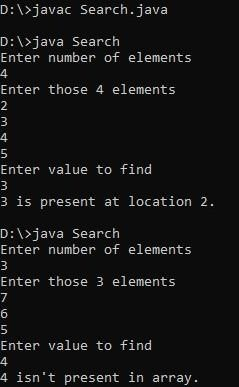 D:\>javac Search.java
D:\>java Search
Enter number of elements
4
Enter those 4 elements
2
3
4
5
Enter value to find
3
3 is present at location 2.
D:\>java Search
Enter number of elements
3
Enter those 3 elements
7
6
5
Enter value to find
4
4 isn't present in array.